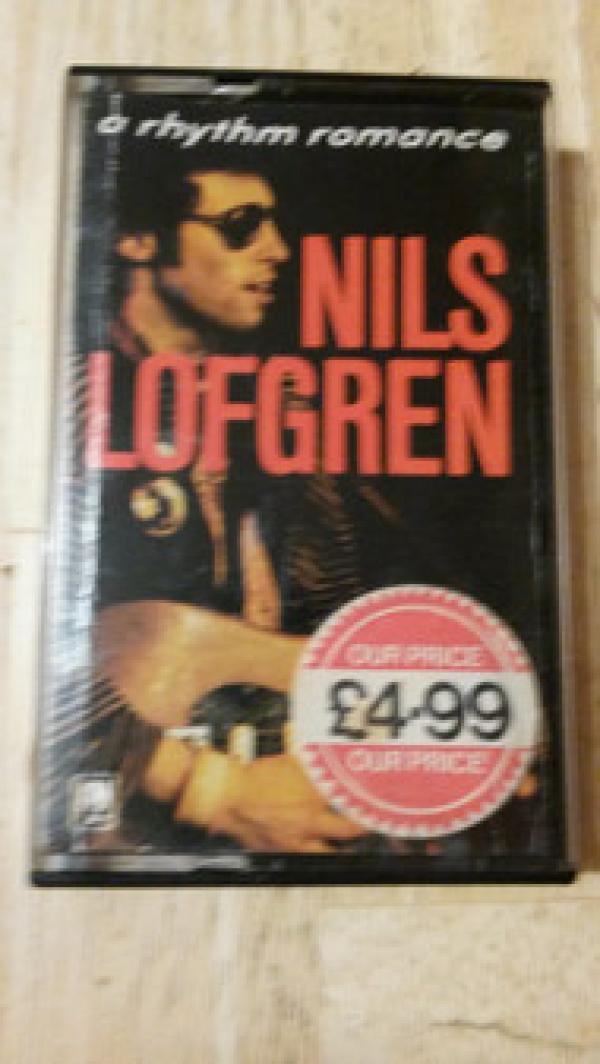 a rhythm romance
NILS
LOFGREN
OUR PRICE
£4·99
OUR PRICE